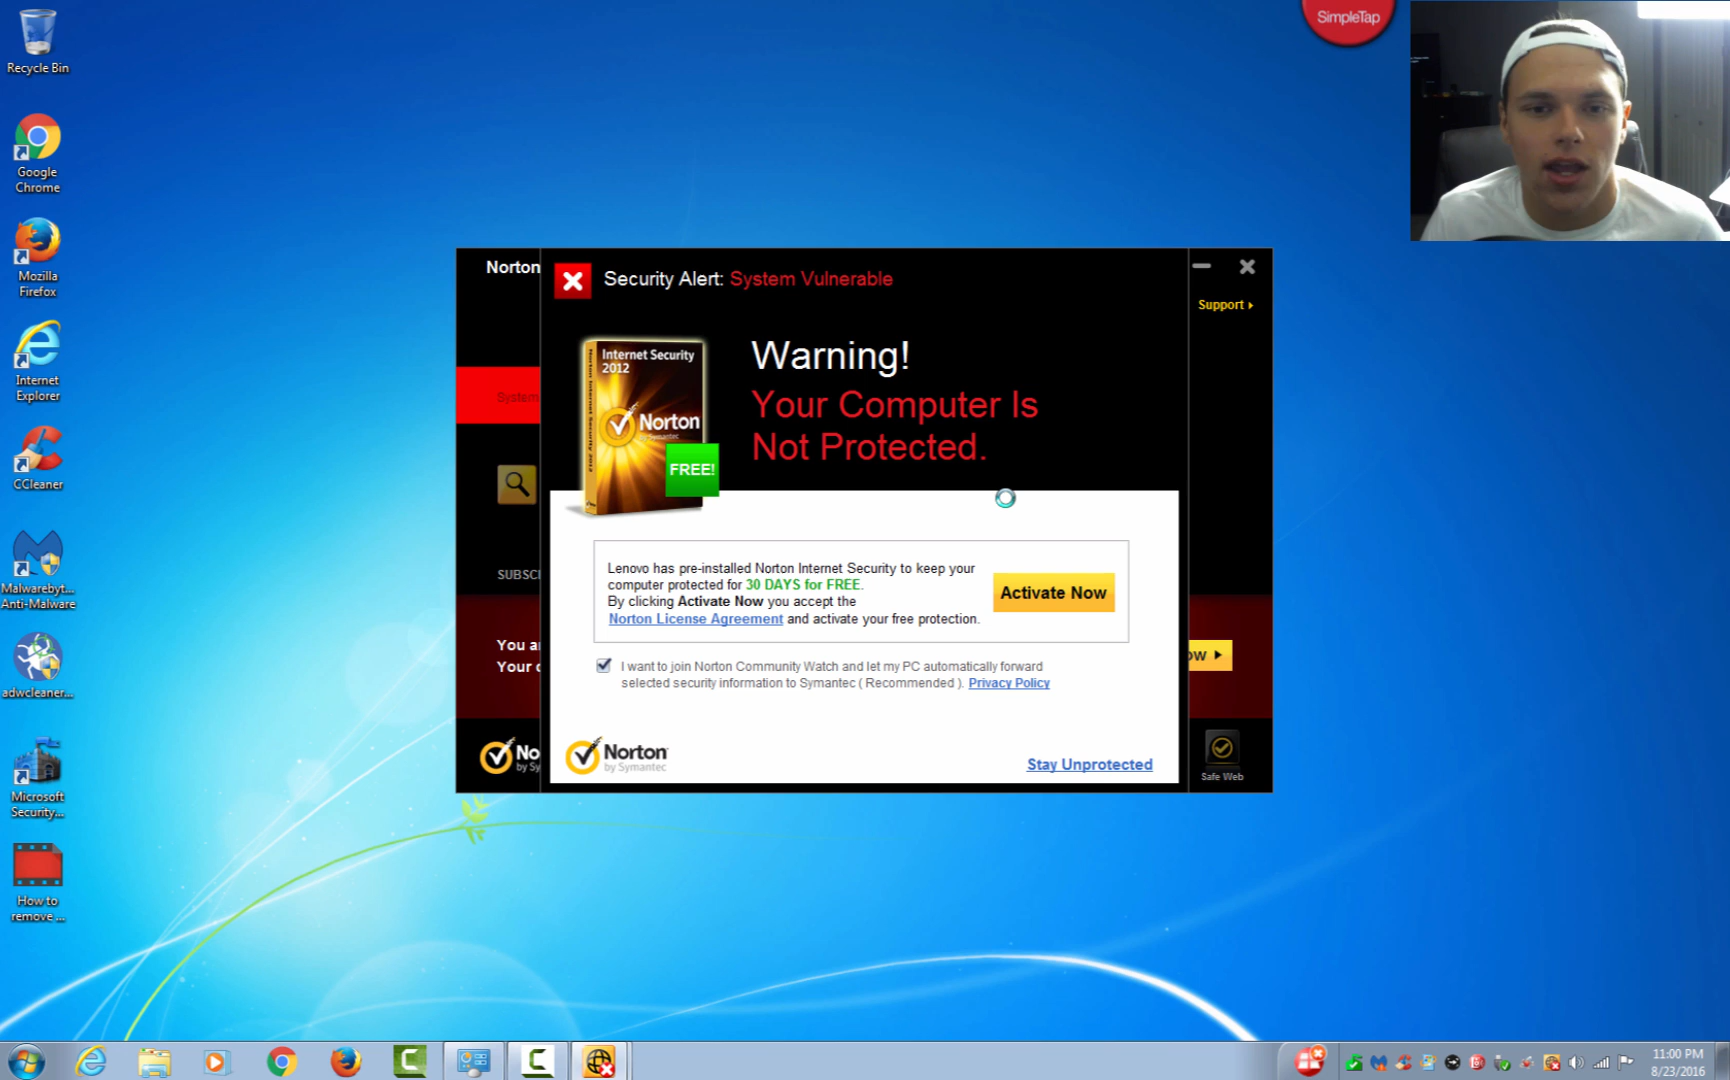 SimpleTap
Recycle Bin
Google
Chrome
Mozilla
Firefox
Internet
Explorer
CCleaner
Malwarebyt...
Anti-Malware
adwcleaner...
Microsoft
Security...
How to
remove ...
Norton
Security Alert: System Vulnerable
Support
Internet Security
2012
Norton
by Symantec
FREE!
Warning!
Your Computer Is
Not Protected.
System
SUBSC
You a
Your
Lenovo has pre-installed Norton Internet Security to keep your
computer protected for 30 DAYS for FREE.
By clicking Activate Now you accept the
Norton License Agreement and activate your free protection.
Activate Now
ow
I want to join Norton Community Watch and let my PC automatically forward
selected security information to Symantec ( Recommended ). Privacy Policy
No
by Sy
Norton
by Symantec
Stay Unprotected
Safe Web
11:00 PM
8/23/2016